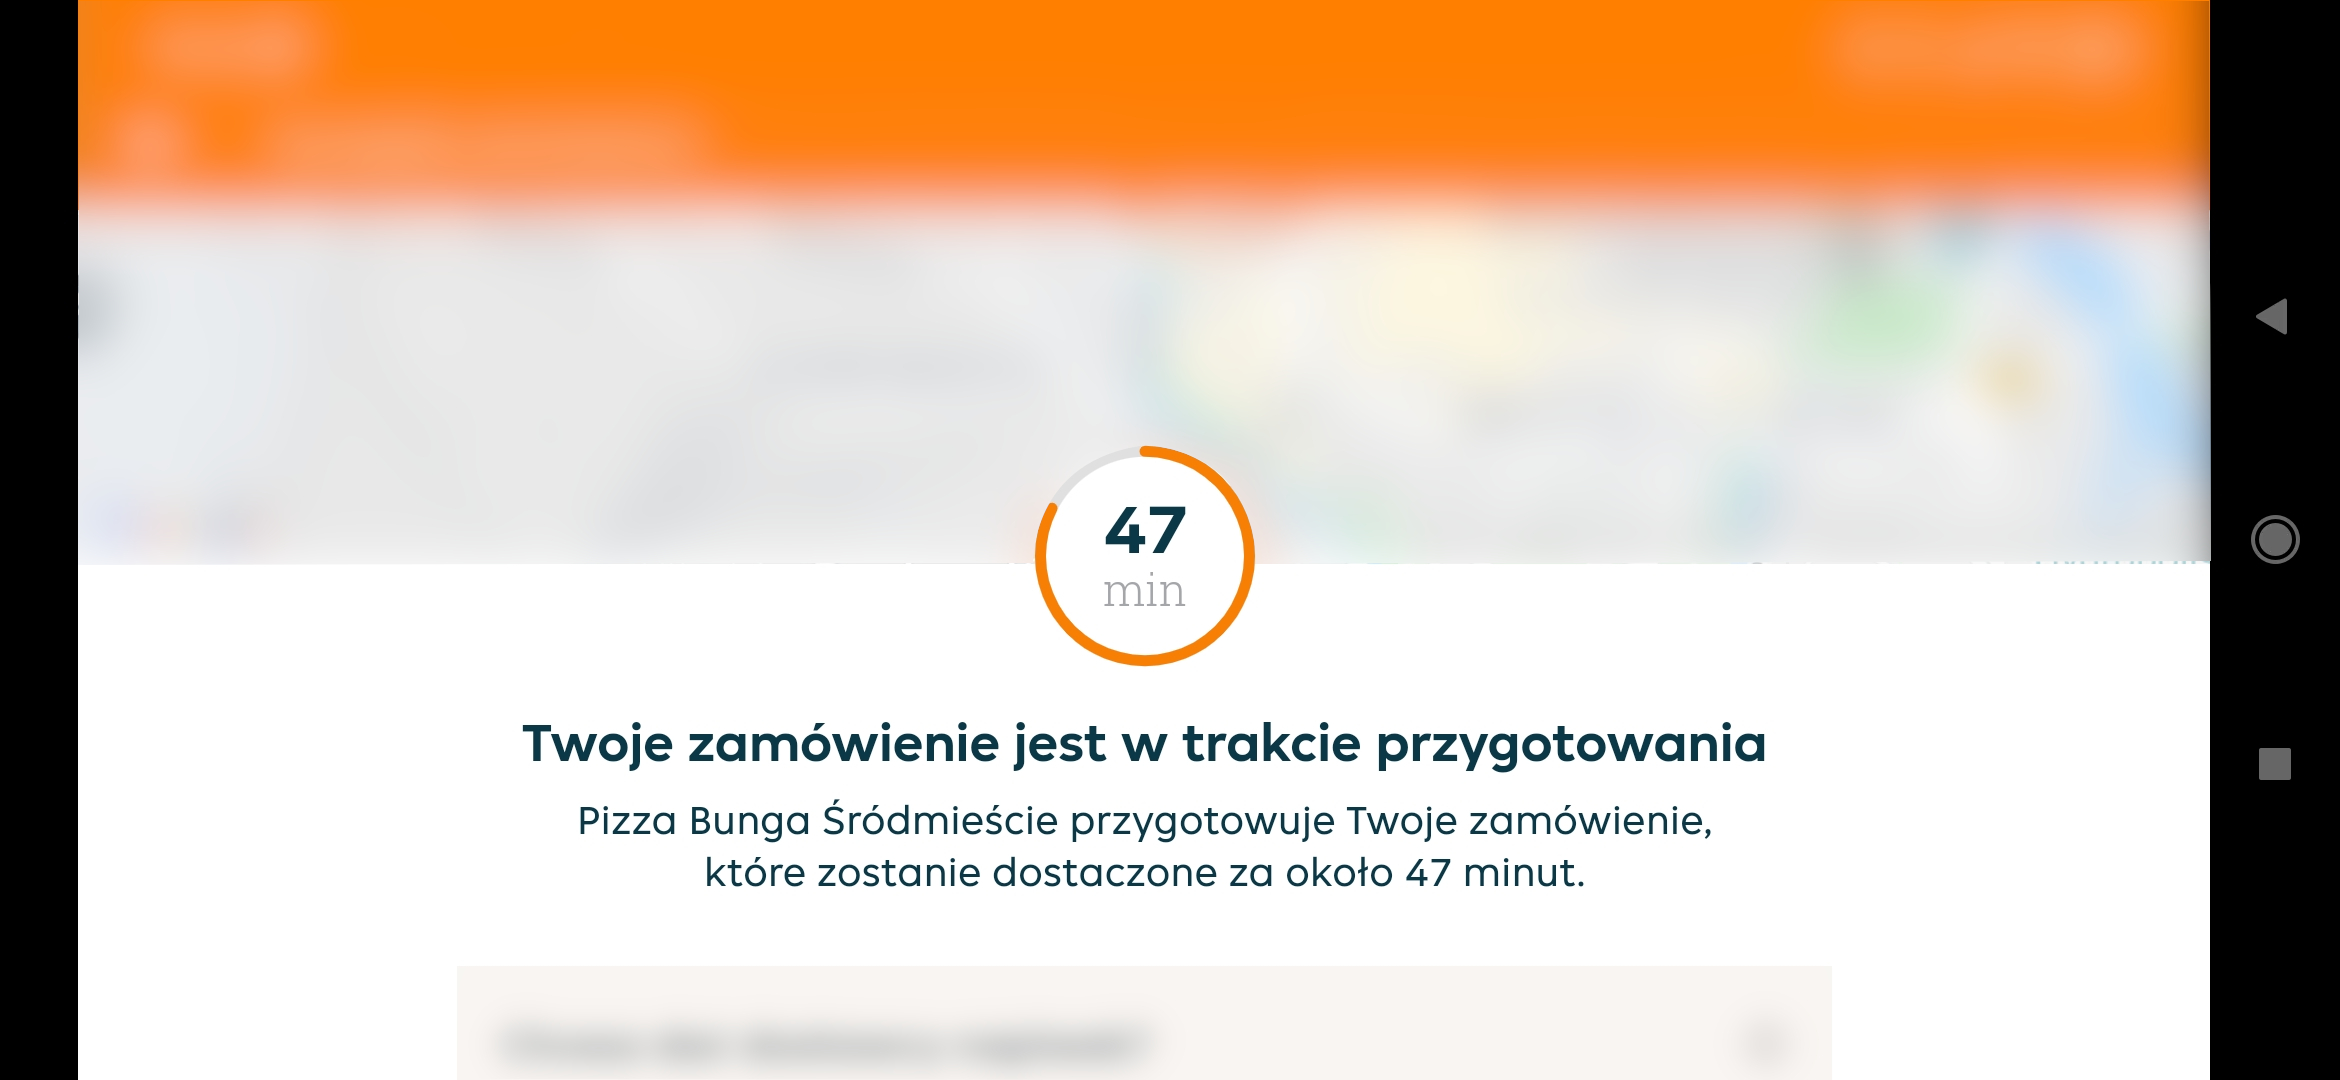 47
min
Twoje zamówienie jest w trakcie przygotowania
Pizza Bunga Śródmieście przygotowuje Twoje zamówienie,
które zostanie dostaczone za około 47 minut.